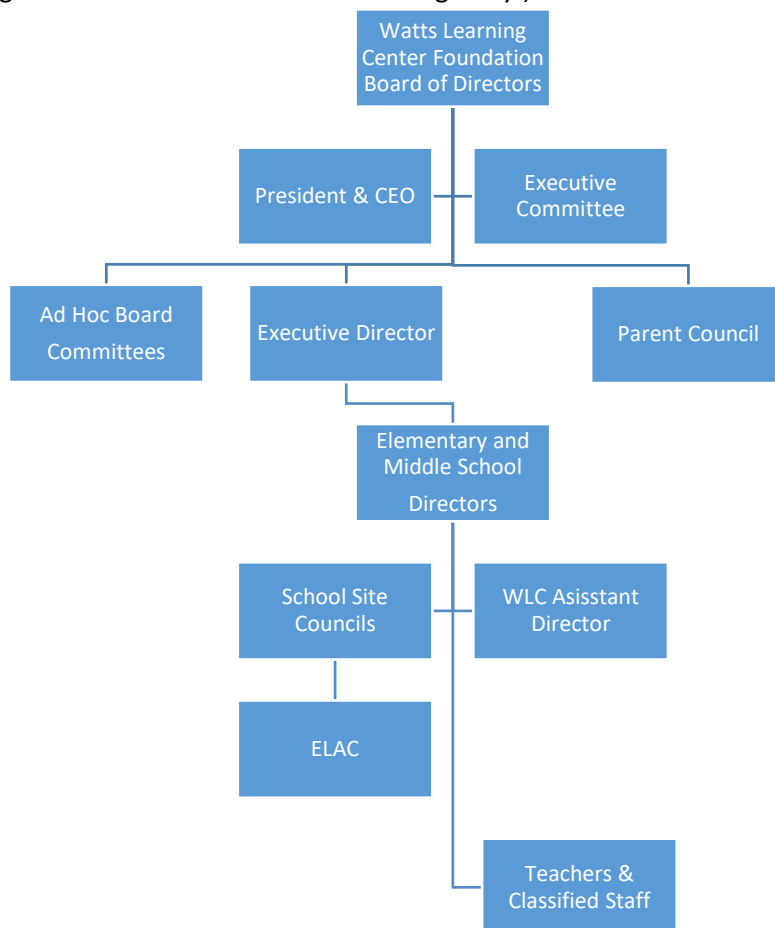 Watts Learning
Center Foundation
Board of Directors
President & CEO
Executive
Committee
Ad Hoc Board
Committees
Executive Director
Parent Council
Elementary and
Middle School
Directors
School Site
Councils
WLC Asisstant
Director
ELAC
Teachers &
Classified Staff